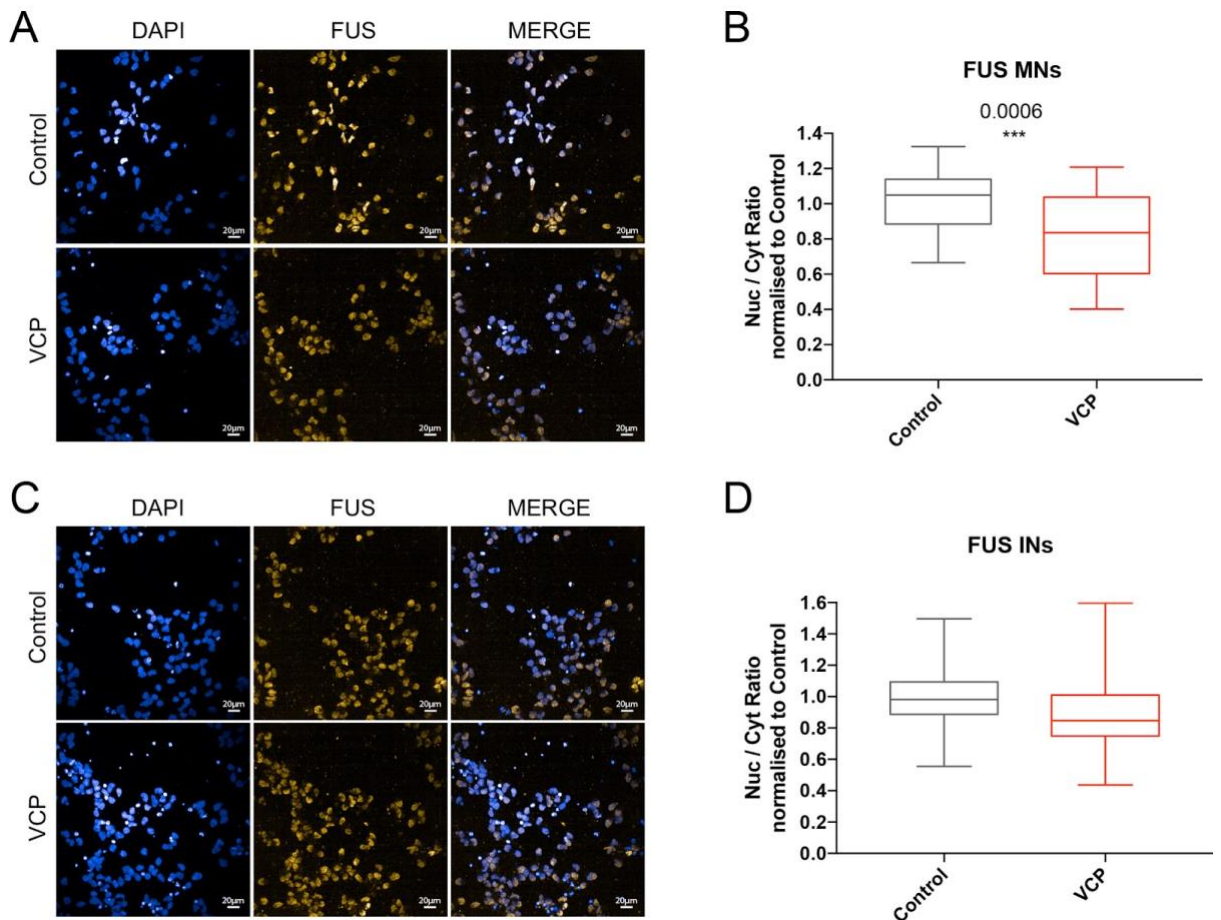 A
DAPI FUS MERGE
Control
20µm 20µm 20µm
VCP
20µm 20µm 20µm
B
FUS MNs
0.0006
***
Nuc / Cyt Ratio
normalised to Control
1.4
1.2
1.0
0.8
0.6
0.4
0.2
0.0
Control VCP
C
DAPI FUS MERGE
Control
20µm 20µm 20µm
VCP
20µm 20µm 20µm
D
FUS INs
Nuc / Cyt Ratio
normalised to Control
1.6
1.4
1.2
1.0
0.8
0.6
0.4
0.2
0.0
Control VCP